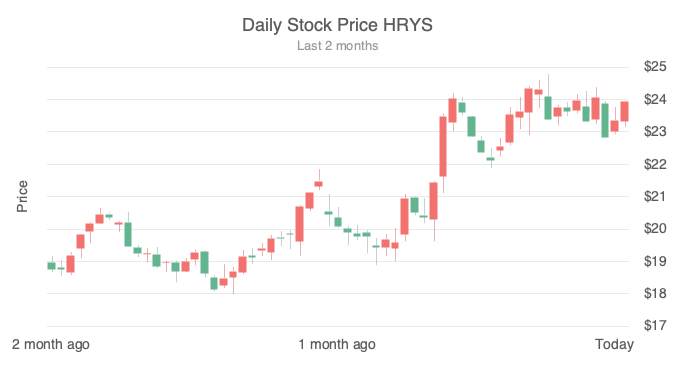 Daily Stock Price HRYS
Last 2 months
Price
$25
$24
$23
$22
$21
$20
$19
$18
$17
2 month ago
1 month ago
Today